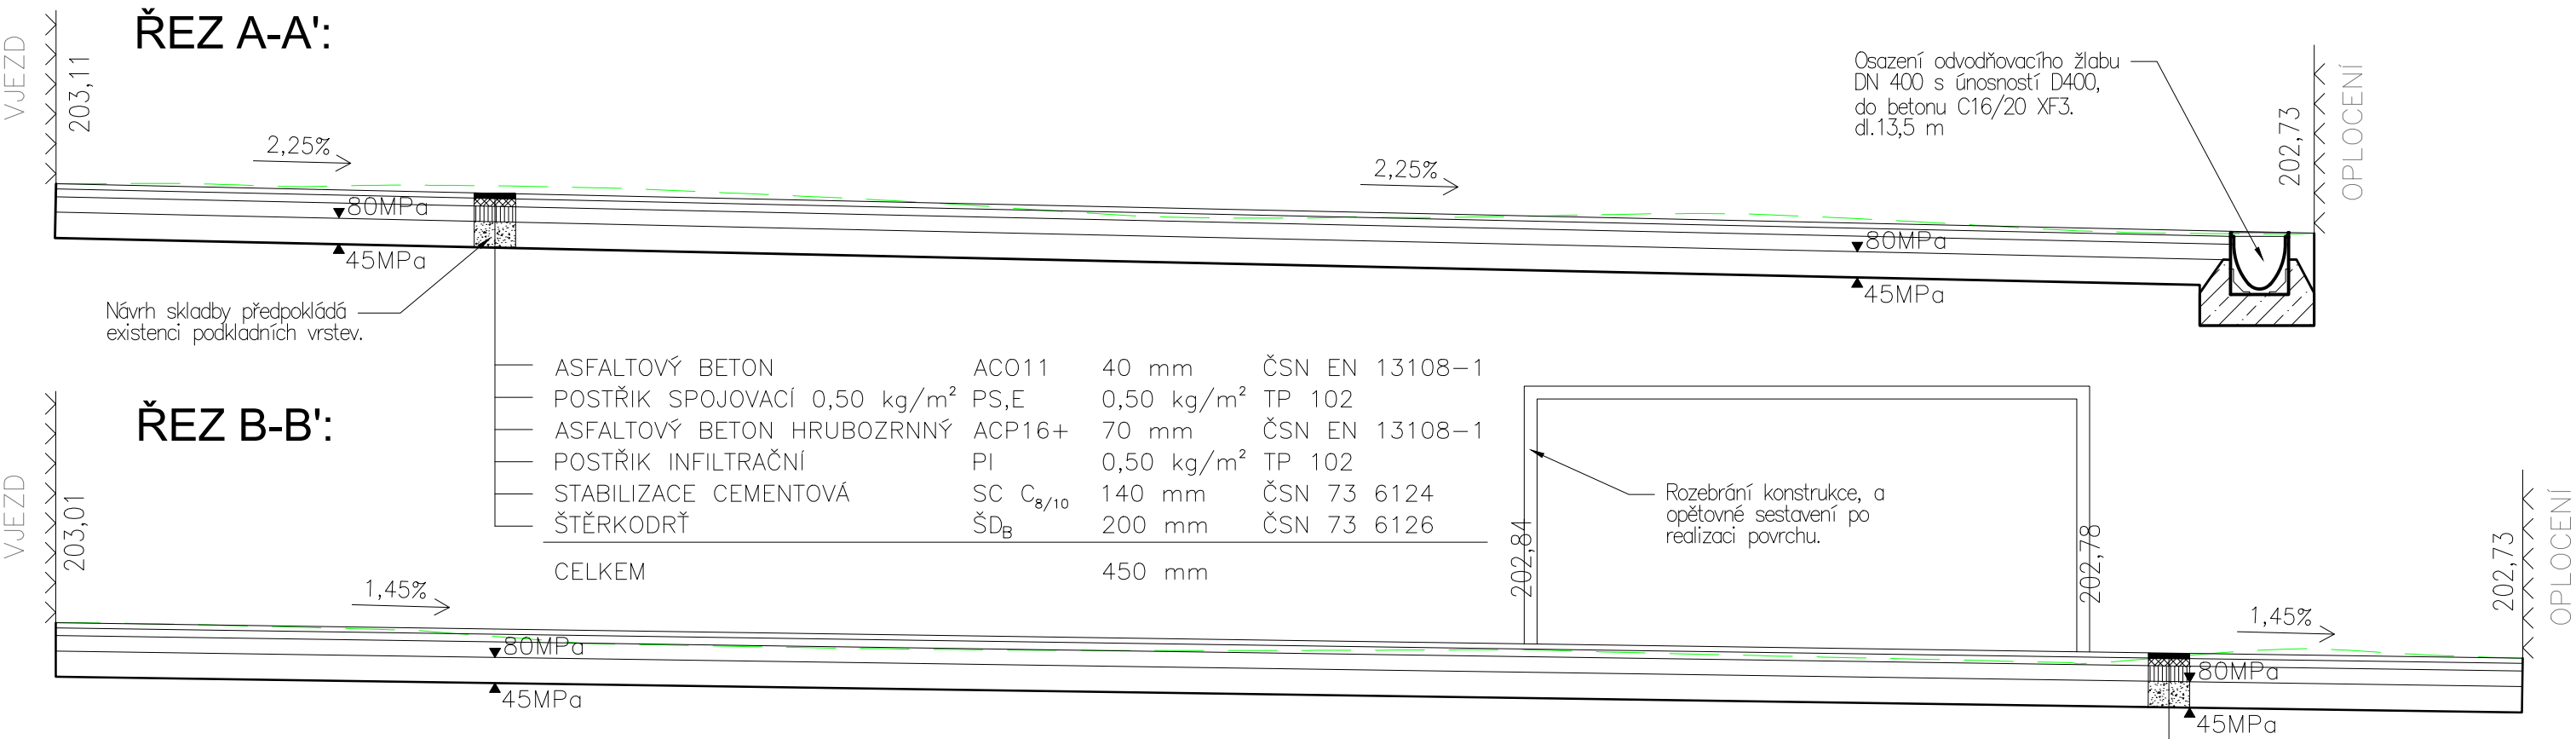 ŘEZ A-A':
VJEZD
203,11
2,25%
2,25%
Osazení odvodňovacího žlabu
DN 400 s únosností D400,
do betonu C16/20 XF3.
dl.13,5 m
202,73
OPLOCENÍ
80MPa
45MPa
80MPa
45MPa
Návrh skladby předpokládá
existenci podkladních vrstev.
ASFALTOVÝ BETON ACO11 40 mm ČSN EN 13108-1
POSTŘIK SPOJOVACÍ 0,50 kg/m² PS,E 0,50 kg/m² TP 102
ASFALTOVÝ BETON HRUBOZRNNÝ ACP16+ 70 mm ČSN EN 13108-1
POSTŘIK INFILTRAČNÍ PI 0,50 kg/m² TP 102
STABILIZACE CEMENTOVÁ SC C8/10 140 mm ČSN 73 6124
ŠTĚRKODRŤ ŠDB 200 mm ČSN 73 6126
CELKEM 450 mm
ŘEZ B-B':
VJEZD
203,01
1,45%
202,84
Rozebrání konstrukce, a
opětovné sestavení po
realizaci povrchu.
202,78
1,45%
202,73
OPLOCENÍ
80MPa
45MPa
80MPa
45MPa